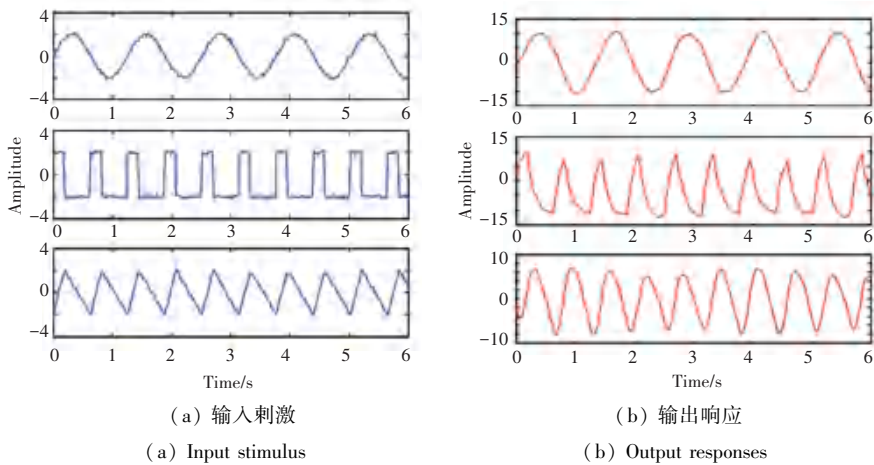 4
0
-4
0 1 2 3 4 5 6
4
0
-4
0 1 2 3 4 5 6
4
0
-4
0 1 2 3 4 5 6
Amplitude
Time/s
(a) 输入刺激
(a) Input stimulus
15
0
-15
0 1 2 3 4 5 6
15
0
-15
0 1 2 3 4 5 6
10
0
-10
0 1 2 3 4 5 6
Amplitude
Time/s
(b) 输出响应
(b) Output responses